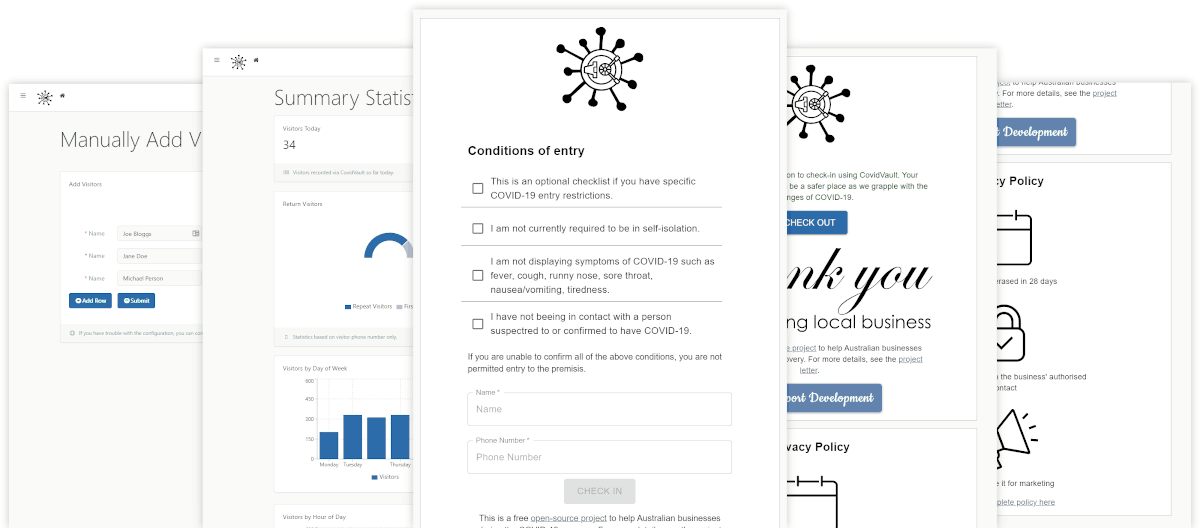 Manually Add V
Add Visitors
* Name
Joe Bloggs
* Name
Jane Doe
* Name
Michael Person
Add Row
Submit
If you have trouble with the configuration, you can con
Summary Statis
Visitors Today
34
Visitors recorded via CovidVault so far today.
Return Visitors
Repeat Visitors
Firs
Statistics based on visitor phone number only.
Visitors by Day of Week
600
450
300
150
0
Monday Tuesday Thursday
Visitors
Visitors by Hour of Day
Conditions of entry
This is an optional checklist if you have specific
COVID-19 entry restrictions.
I am not currently required to be in self-isolation.
I am not displaying symptoms of COVID-19 such as
fever, cough, runny nose, sore throat,
nausea/vomiting, tiredness.
I have not beeing in contact with a person
suspectred to or confirmed to have COVID-19.
If you are unable to confirm all of the above conditions, you are not
permitted entry to the premisis.
Name *
Name
Phone Number *
Phone Number
CHECK IN
This is a free open-source project to help Australian businesses
on to check-in using CovidVault. Your
be a safer place as we grapple with the
nges of COVID-19.
CHECK OUT
nk you
ng local business
e project to help Australian businesses
overy. For more details, see the project
letter.
port Development
vacy Policy
ct to help Australian businesses
y. For more details, see the project
letter.
t Development
cy Policy
erased in 28 days
n the business' authorised
ontact
e it for marketing
plete policy here